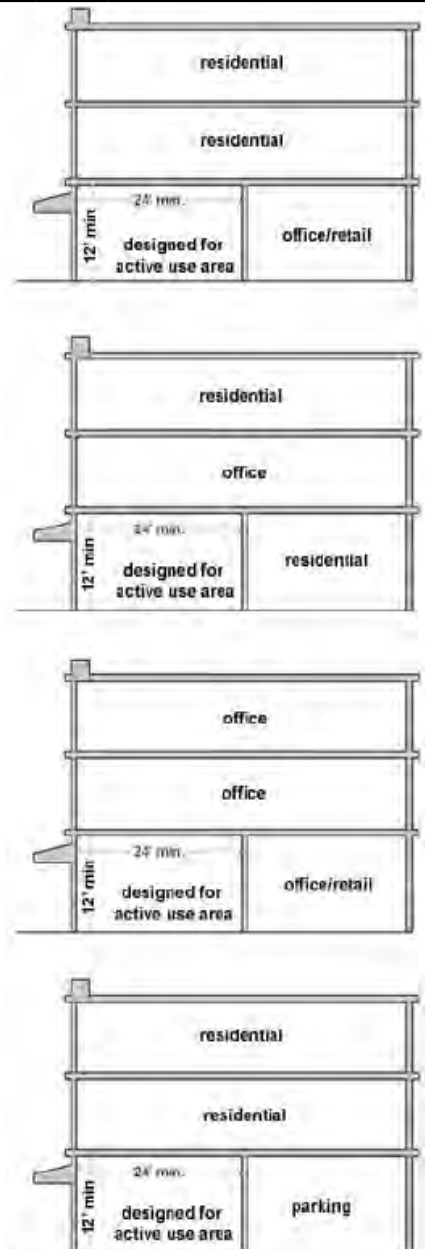 residential
residential
24' min.
12' min
designed for
active use area
office/retail
residential
office
24' min.
12' min
designed for
active use area
residential
office
office
24' min.
12' min
designed for
active use area
office/retail
residential
residential
24' min.
12' min
designed for
active use area
parking